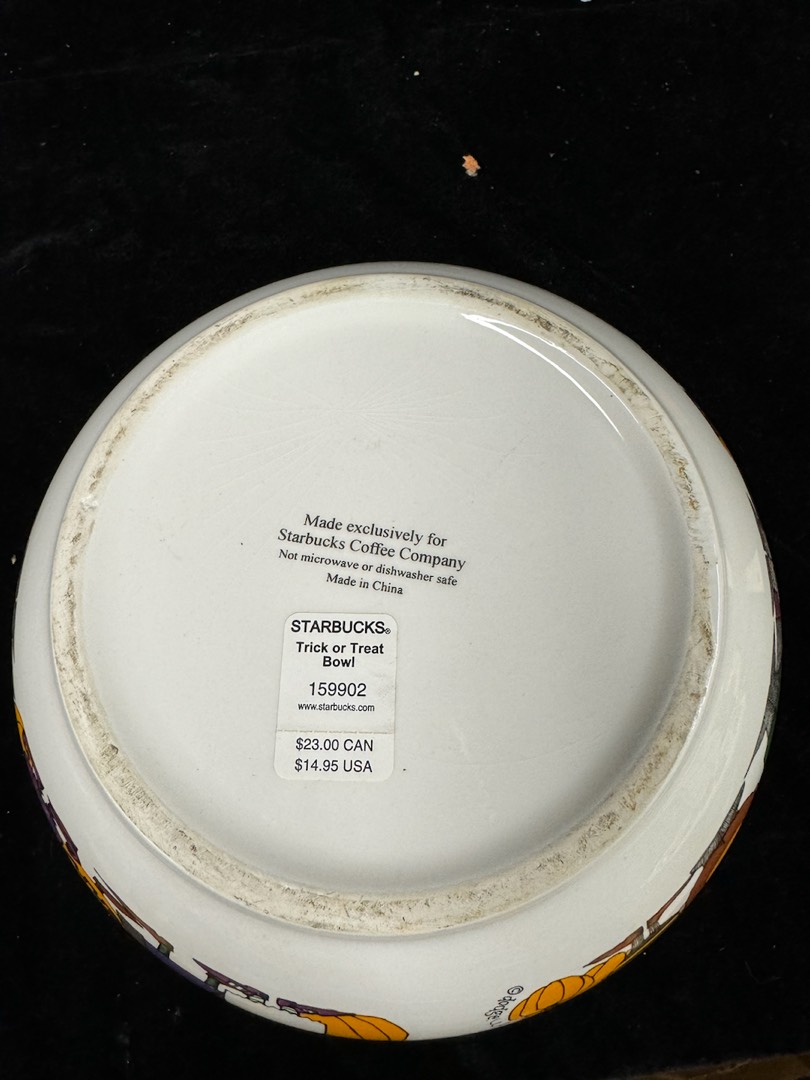 Made exclusively for
Starbucks Coffee Company
Not microwave or dishwasher safe
Made in China
STARBUCKS®
Trick or Treat
Bowl
159902
www.starbucks.com
$23.00 CAN
$14.95 USA
©